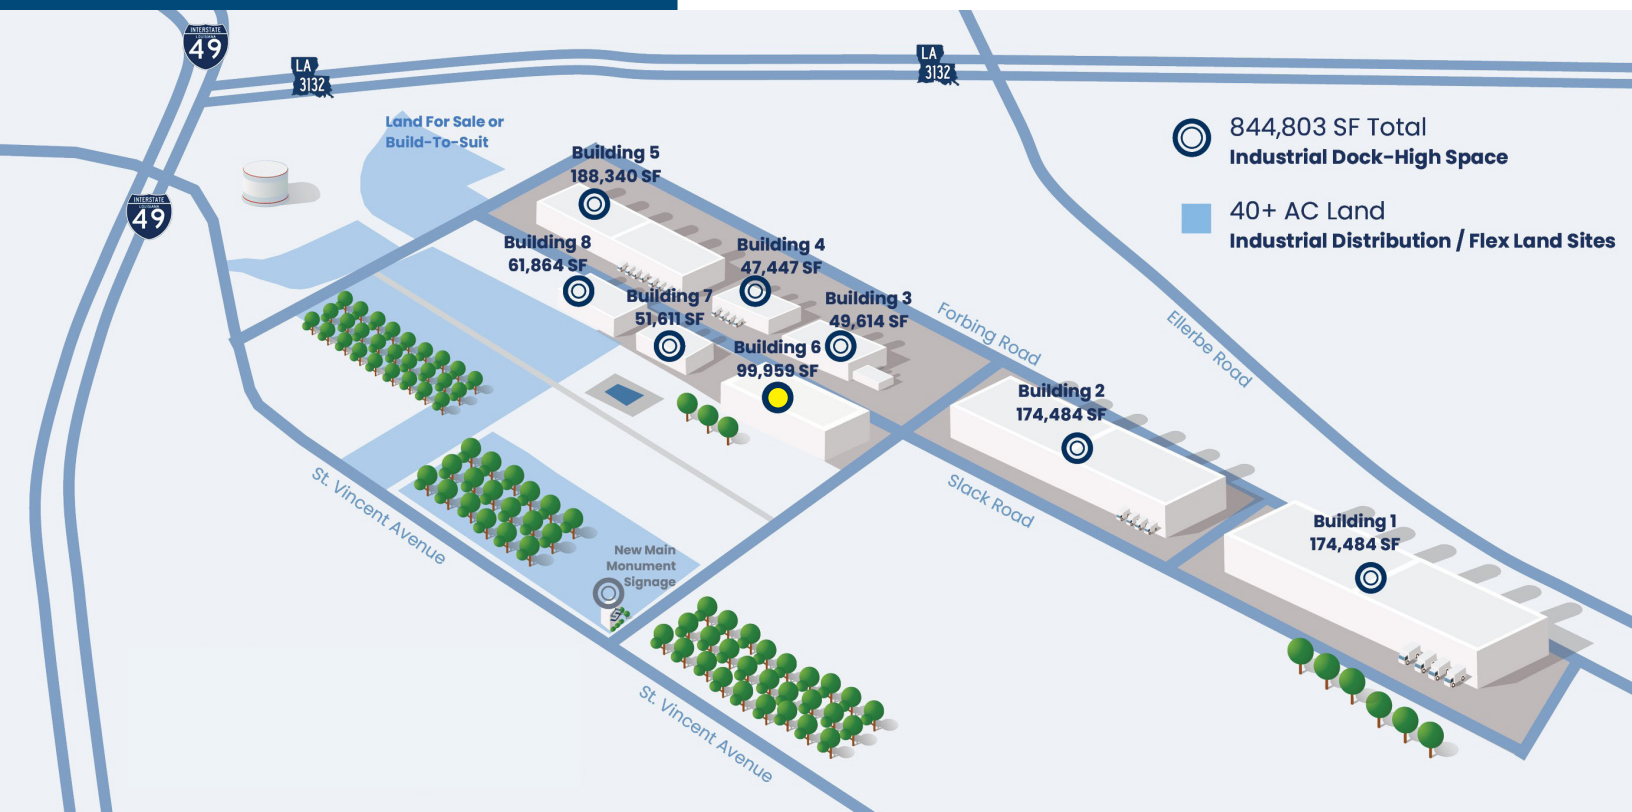 INTERSTATE
LOUISIANA
49
LA
3132
LA
3132
Land For Sale or
Build-To-Suit
844,803 SF Total
Industrial Dock-High Space
40+ AC Land
Industrial Distribution / Flex Land Sites
INTERSTATE
LOUISIANA
49
Building 5
188,340 SF
Building 8
61,864 SF
Building 4
47,447 SF
Building 7
51,611 SF
Building 3
49,614 SF
Building 6
99,959 SF
Forbing Road
Ellerbe Road
Building 2
174,484 SF
Slack Road
Building 1
174,484 SF
St. Vincent Avenue
New Main
Monument
Signage
St. Vincent Avenue